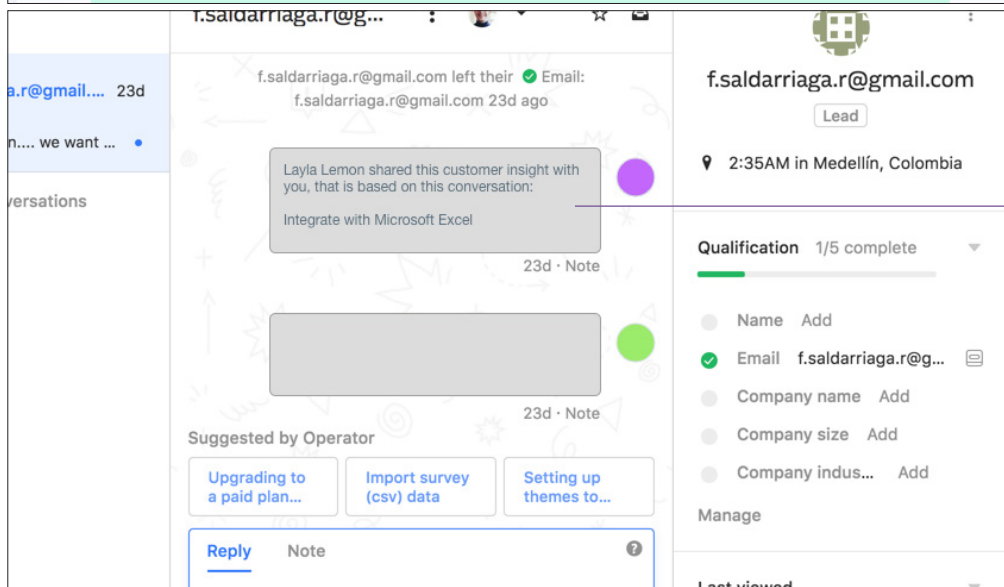 f.saldarriaga.r@g...
a.r@gmail.... 23d
n.... we want ...
versations
f.saldarriaga.r@gmail.com left their Email:
f.saldarriaga.r@gmail.com 23d ago
Layla Lemon shared this customer insight with
you, that is based on this conversation:
Integrate with Microsoft Excel
23d · Note
23d · Note
Suggested by Operator
Upgrading to
a paid plan...
Import survey
(csv) data
Setting up
themes to...
Reply Note
f.saldarriaga.r@gmail.com
Lead
2:35AM in Medellín, Colombia
Qualification 1/5 complete
Name Add
Email f.saldarriaga.r@g...
Company name Add
Company size Add
Company indus... Add
Manage
Last viewed